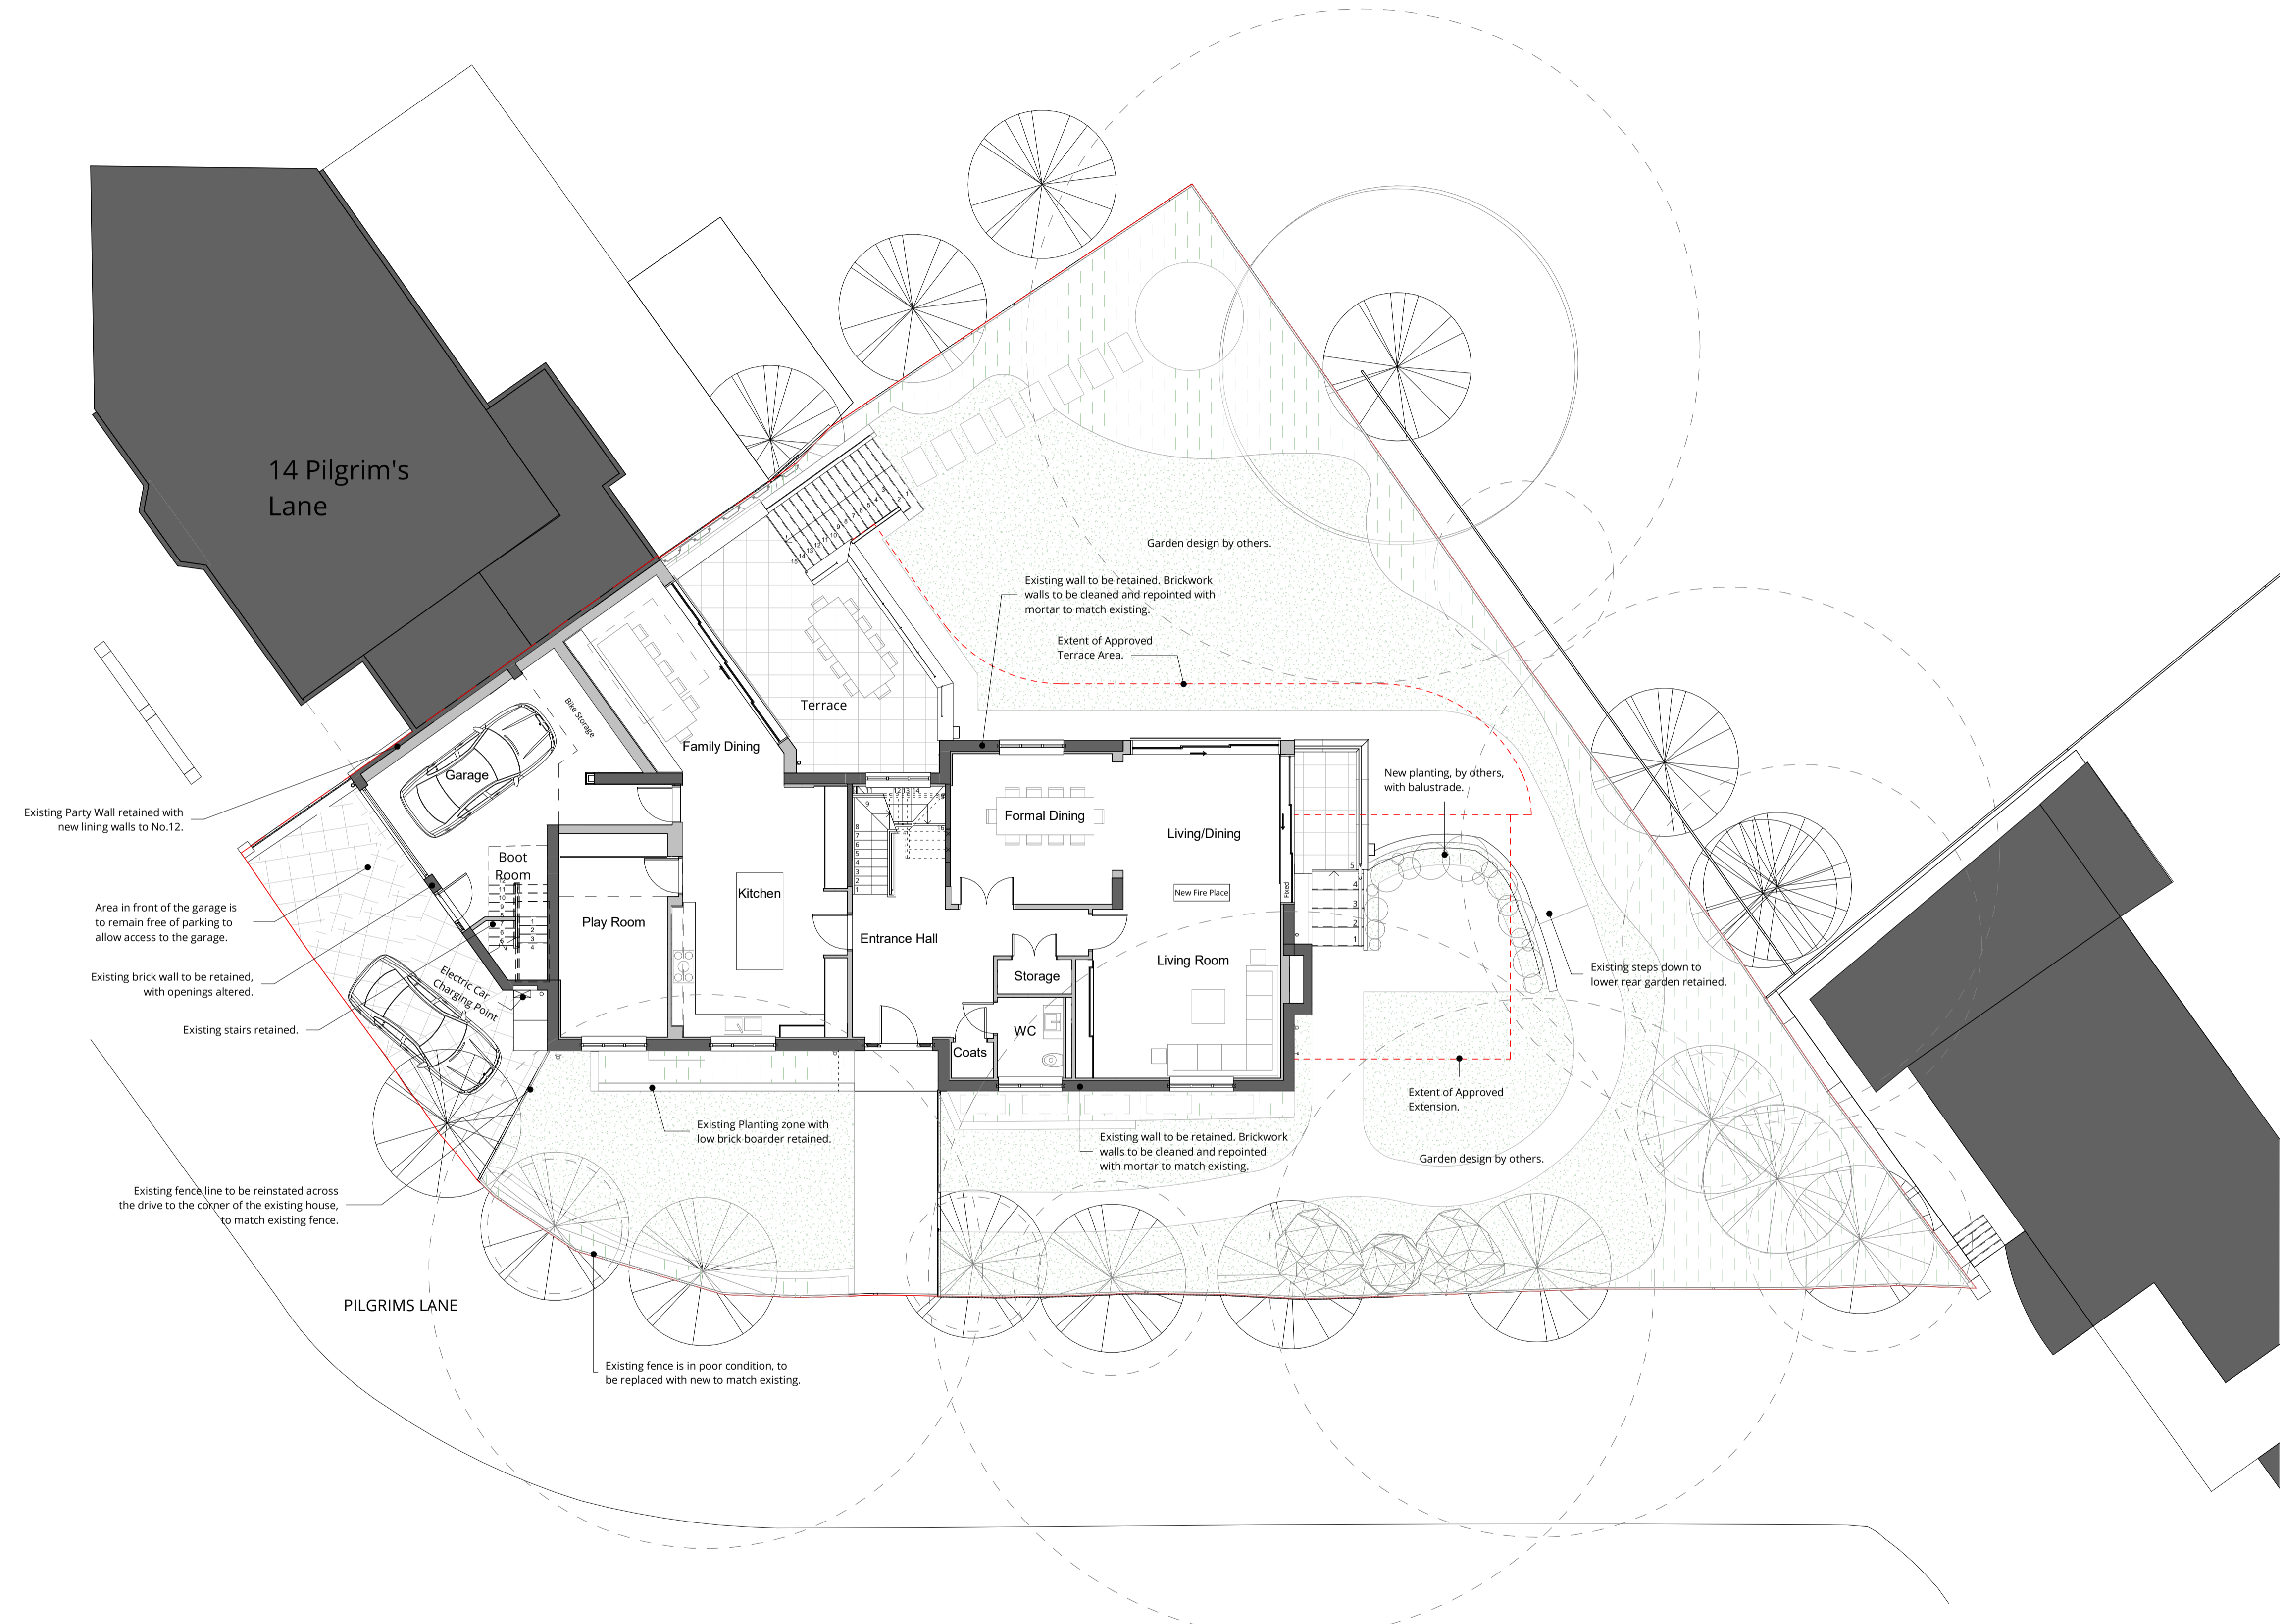 14 Pilgrim's
Lane
Garden design by others.
Existing wall to be retained. Brickwork
walls to be cleaned and repointed with
mortar to match existing.
Extent of Approved
Terrace Area.
Terrace
Bike Storage
Family Dining
Garage
Existing Party Wall retained with
new lining walls to No.12.
Formal Dining
Living/Dining
New planting, by others,
with balustrade.
Boot
Room
Kitchen
New Fire Place
Fixed
Play Room
Entrance Hall
Area in front of the garage is
to remain free of parking to
allow access to the garage.
Living Room
Storage
Existing brick wall to be retained,
with openings altered.
Electric Car
Charging Point
Existing steps down to
lower rear garden retained.
Existing stairs retained.
WC
Coats
Extent of Approved
Extension.
Existing Planting zone with
low brick boarder retained.
Existing wall to be retained. Brickwork
walls to be cleaned and repointed
with mortar to match existing.
Garden design by others.
Existing fence line to be reinstated across
the drive to the corner of the existing house,
to match existing fence.
PILGRIMS LANE
Existing fence is in poor condition, to
be replaced with new to match existing.